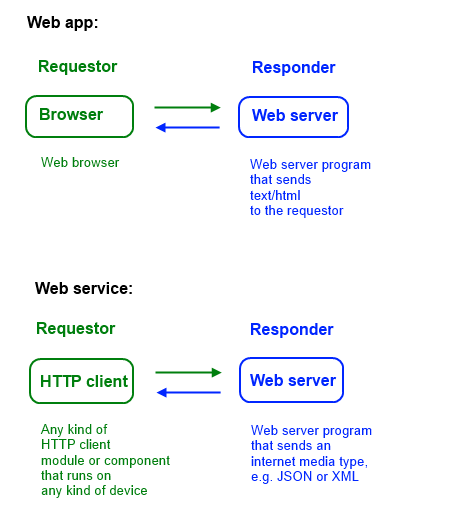 Web app:
Requestor
Responder
Browser
Web server
Web browser
Web server program
that sends
text/html
to the requestor
Web service:
Requestor
Responder
HTTP client
Web server
Any kind of
HTTP client
module or component
that runs on
any kind of device
Web server program
that sends an
internet media type,
e.g. JSON or XML